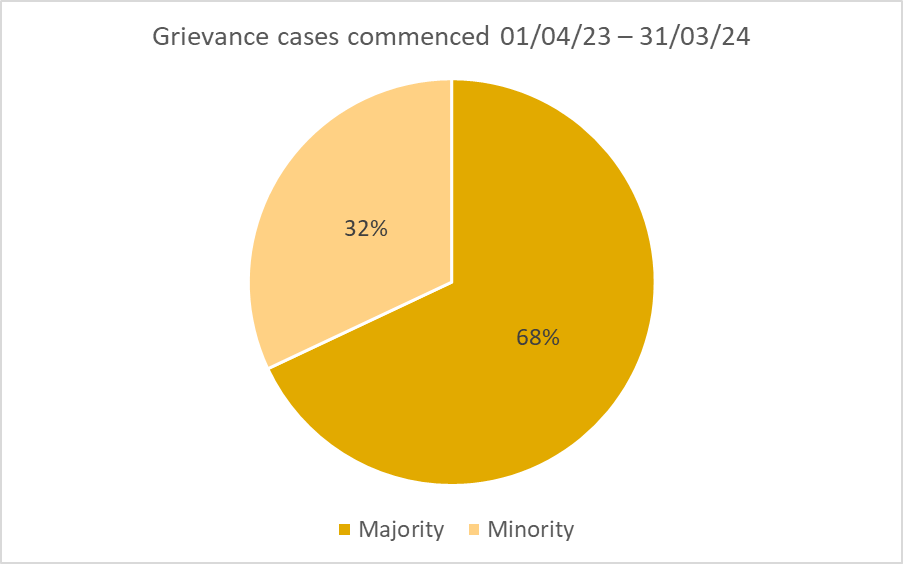 Grievance cases commenced 01/04/23 – 31/03/24
32%
68%
Majority Minority